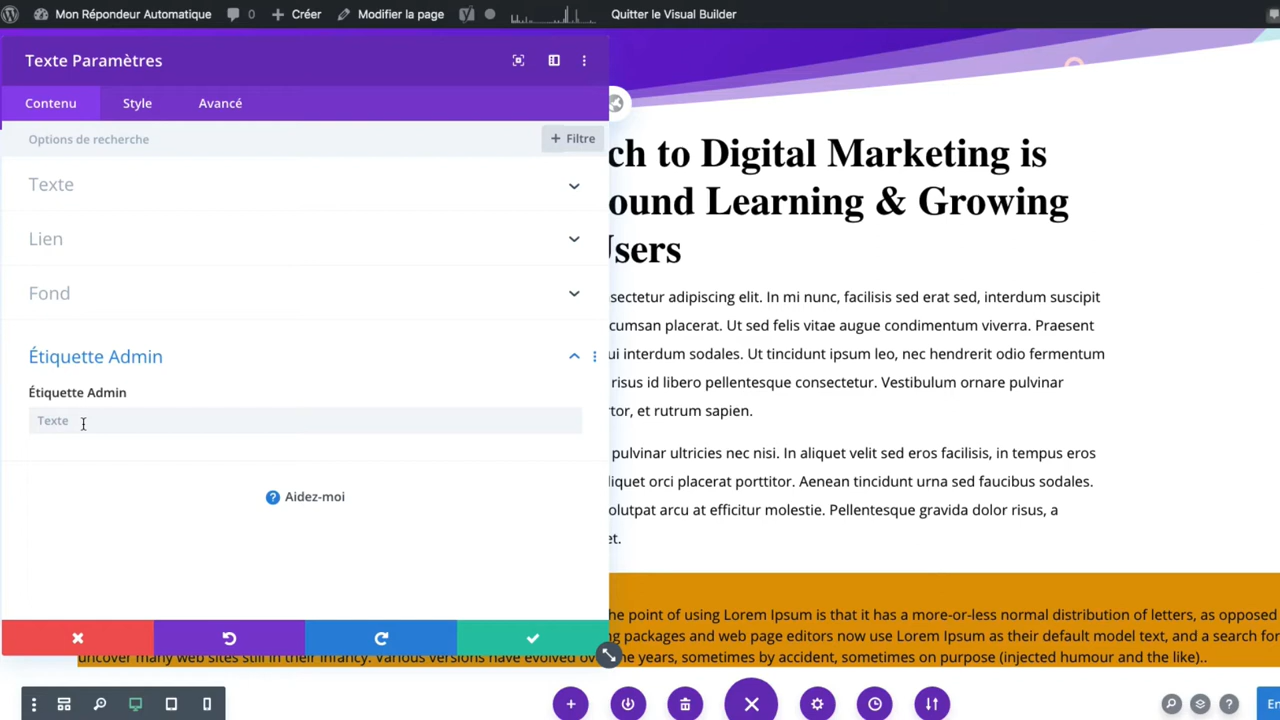 Mon Répondeur Automatique 0 Créer Modifier la page Quitter le Visual Builder
Texte Paramètres
Contenu Style Avancé
Options de recherche + Filtre
Texte
Lien
Fond
Étiquette Admin
Étiquette Admin
Texte
? Aidez-moi
ch to Digital Marketing is
ound Learning & Growing
Users
sectetur adipiscing elit. In mi nunc, facilisis sed erat sed, interdum suscipit
cumsan placerat. Ut sed felis vitae augue condimentum viverra. Praesent
ui interdum sodales. Ut tincidunt ipsum leo, nec hendrerit odio fermentum
risus id libero pellentesque consectetur. Vestibulum ornare pulvinar
tor, et rutrum sapien.
pulvinar ultricies nec nisi. In aliquet velit sed eros facilisis, in tempus eros
liquet orci placerat porttitor. Aenean tincidunt urna sed faucibus sodales.
olutpat arcu at efficitur molestie. Pellentesque gravida dolor risus, a
et.
he point of using Lorem Ipsum is that it has a more-or-less normal distribution of letters, as opposed
ng packages and web page editors now use Lorem Ipsum as their default model text, and a search for
uncover many web sites still in their infancy. Various versions have evolved over the years, sometimes by accident, sometimes on purpose (injected humour and the like)..
En